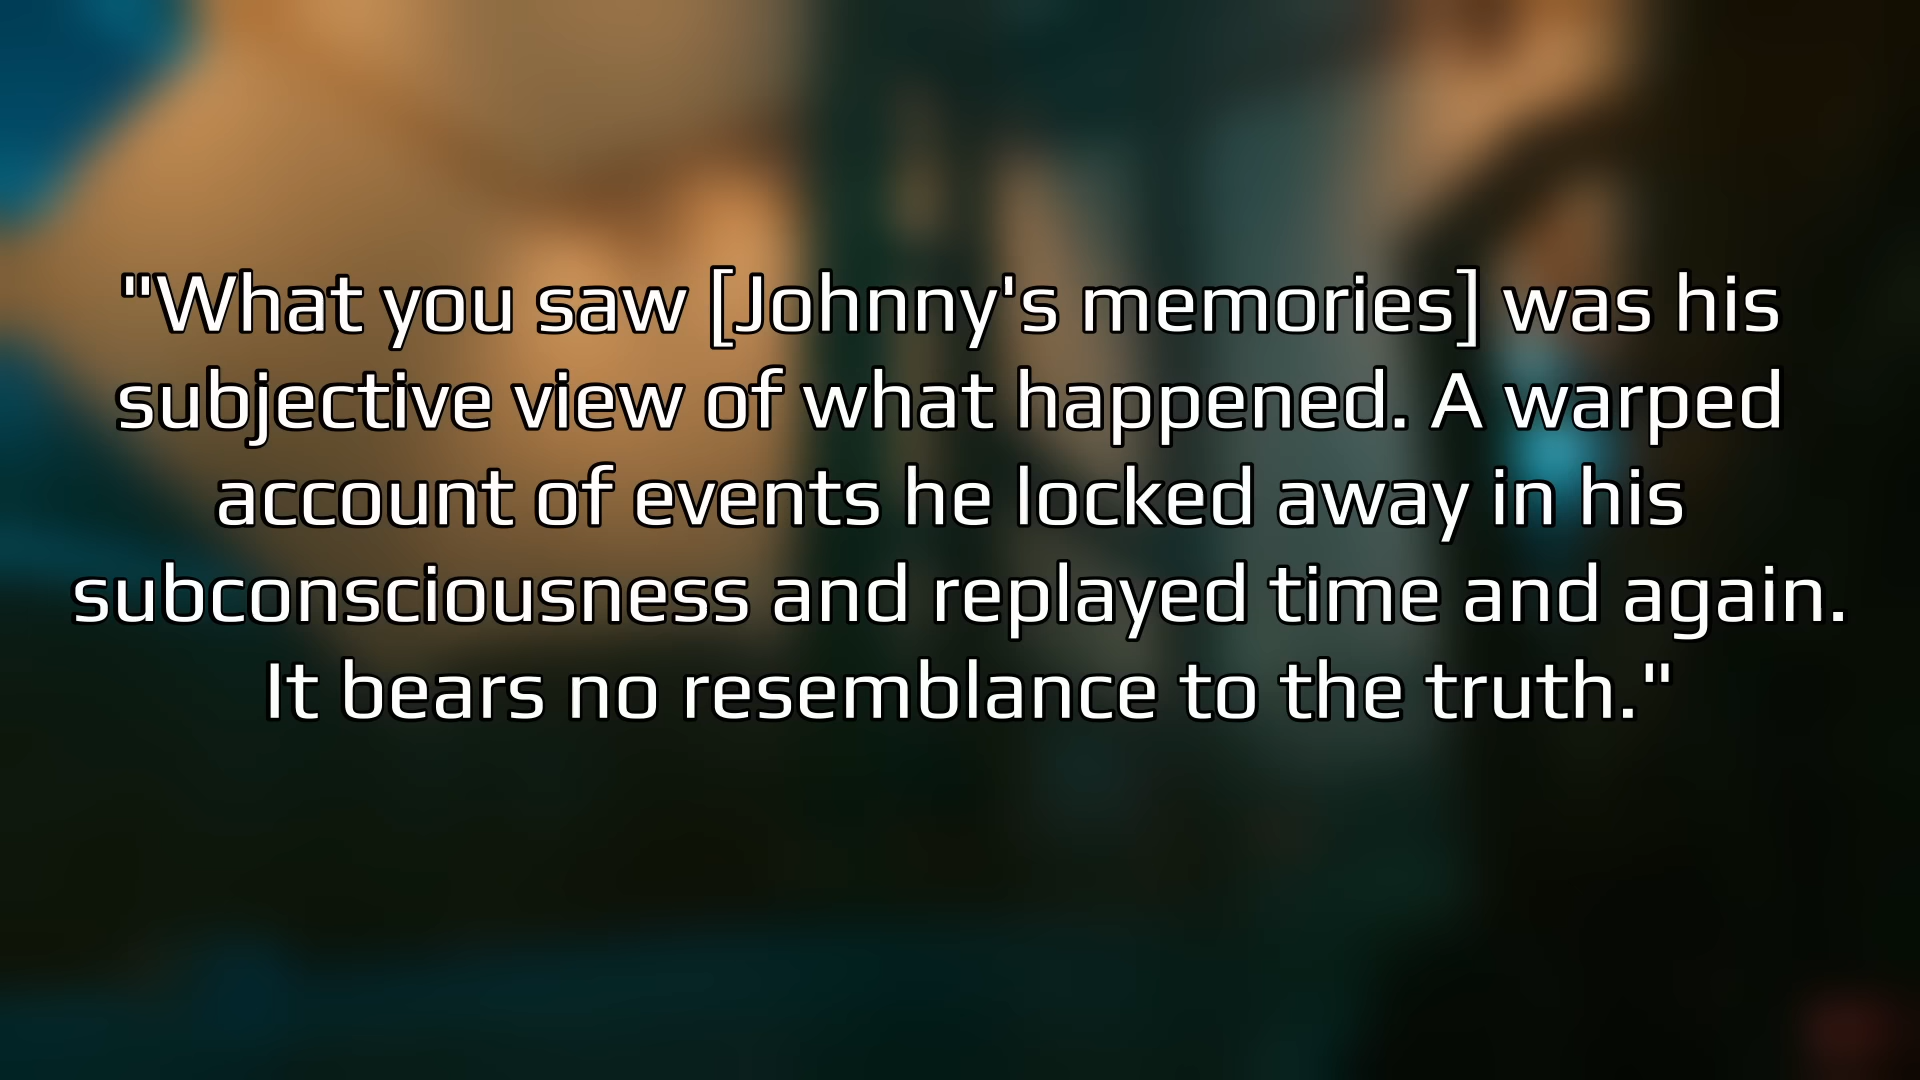 "What you saw [Johnny's memories] was his
subjective view of what happened. A warped
account of events he locked away in his
subconsciousness and replayed time and again.
It bears no resemblance to the truth."